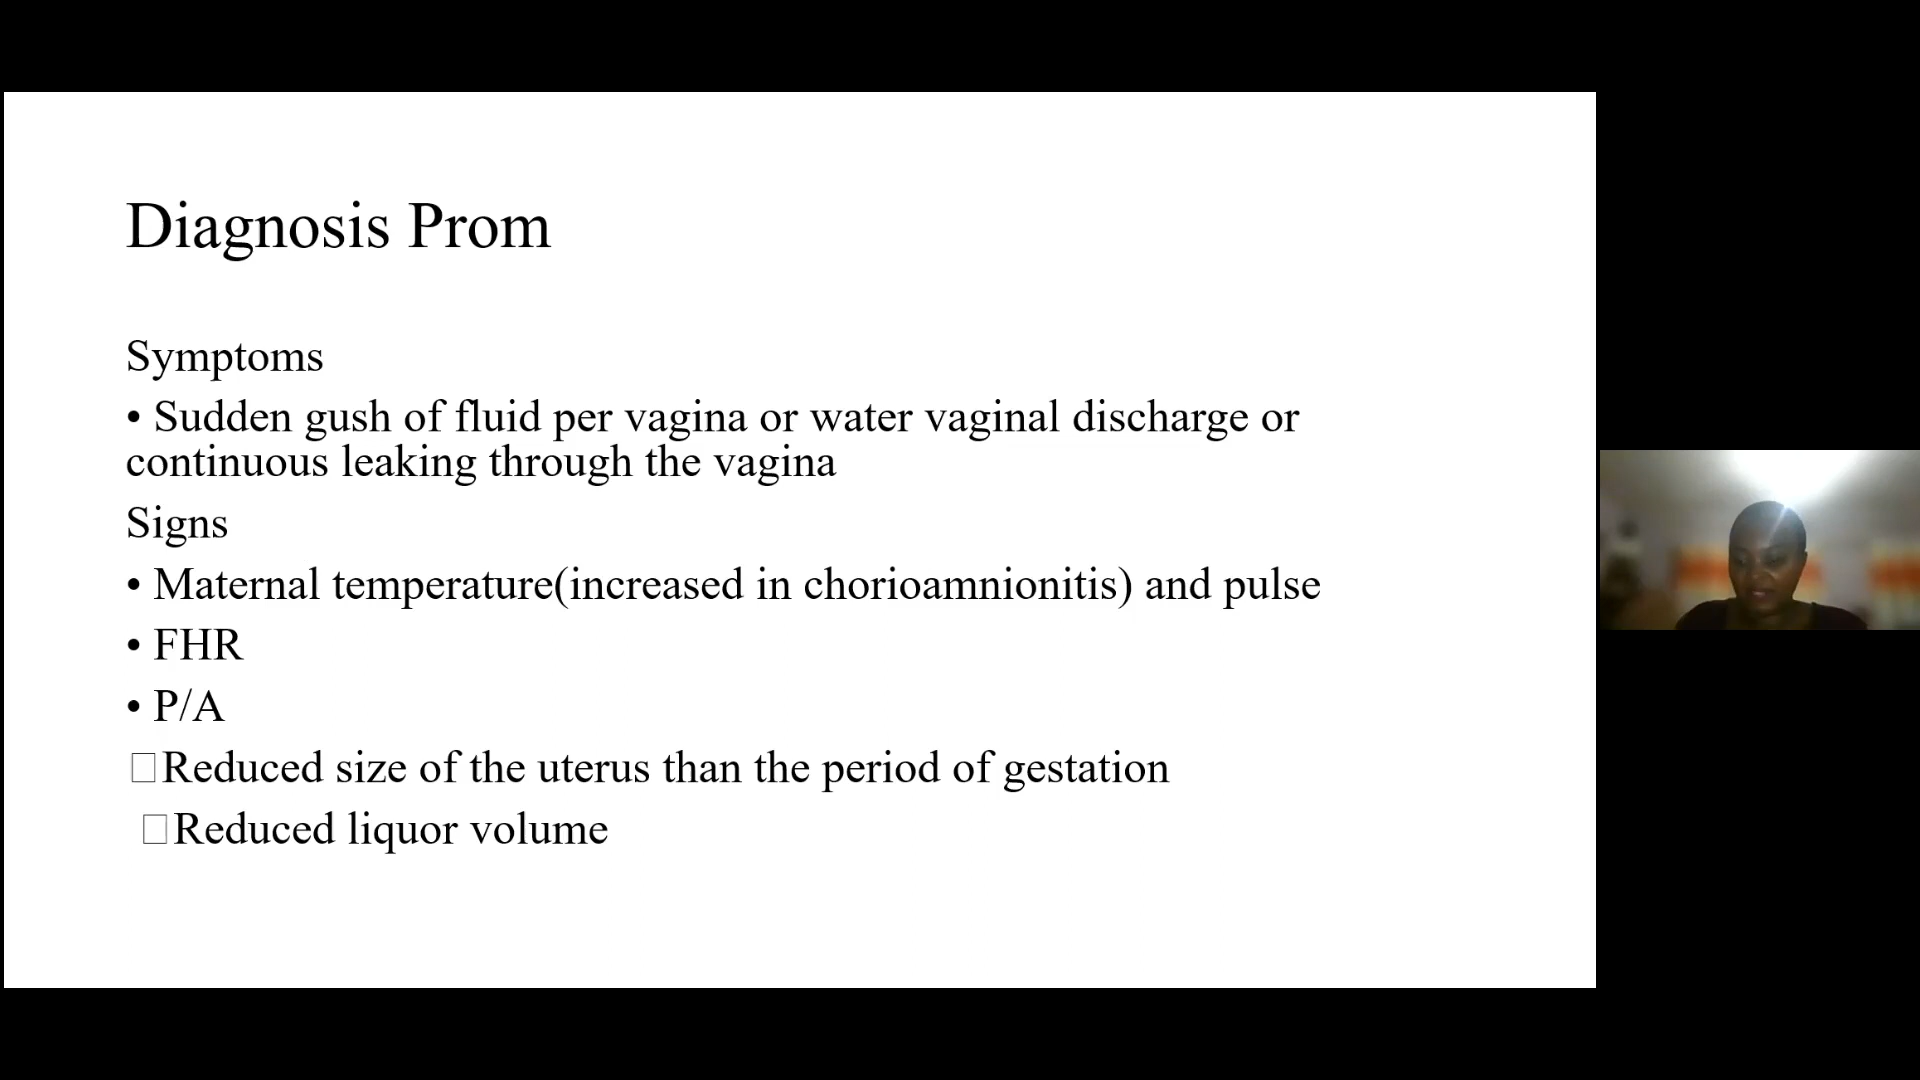 Diagnosis Prom
Symptoms
• Sudden gush of fluid per vagina or water vaginal discharge or
continuous leaking through the vagina
Signs
• Maternal temperature(increased in chorioamnionitis) and pulse
• FHR
• P/A
□Reduced size of the uterus than the period of gestation
□Reduced liquor volume